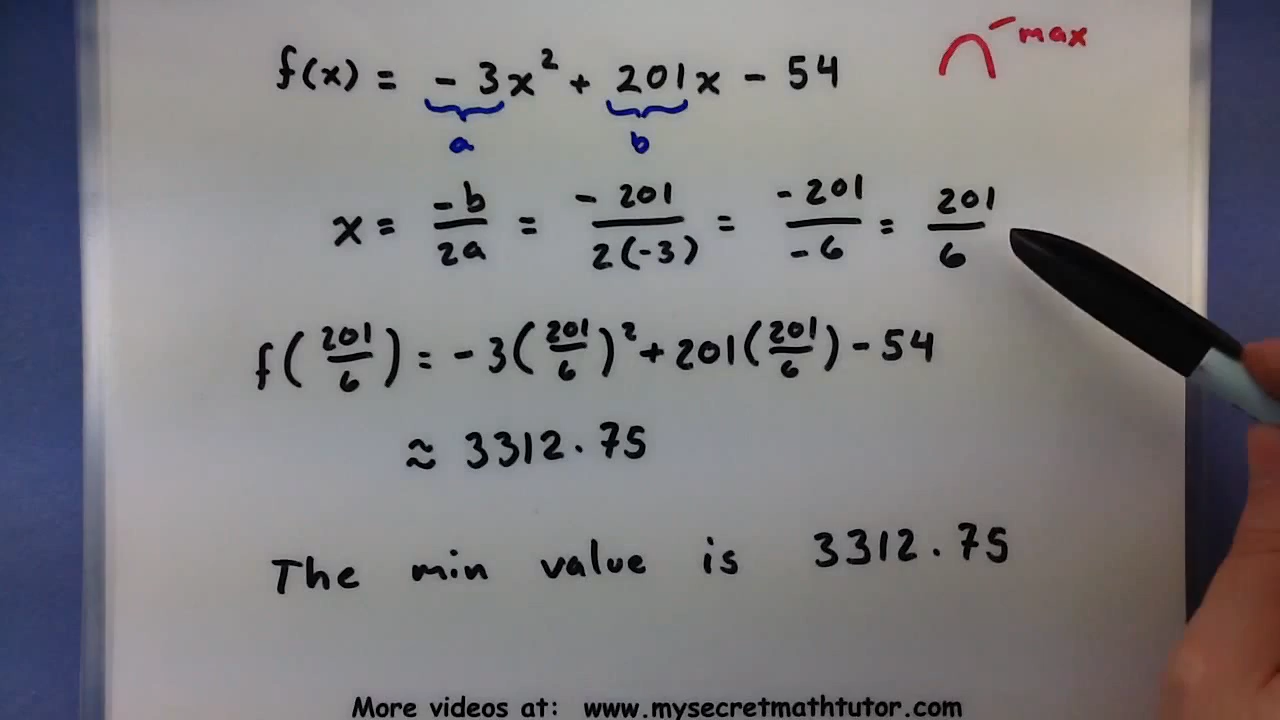 f(x) = -3x² + 201x - 54
max
a b
x = -b/2a = -201/2(-3) = -201/-6 = 201/6
f(201/6) = -3(201/6)² + 201(201/6) - 54
≈ 3312.75
The min value is 3312.75
More videos at: www.mysecretmathtutor.com